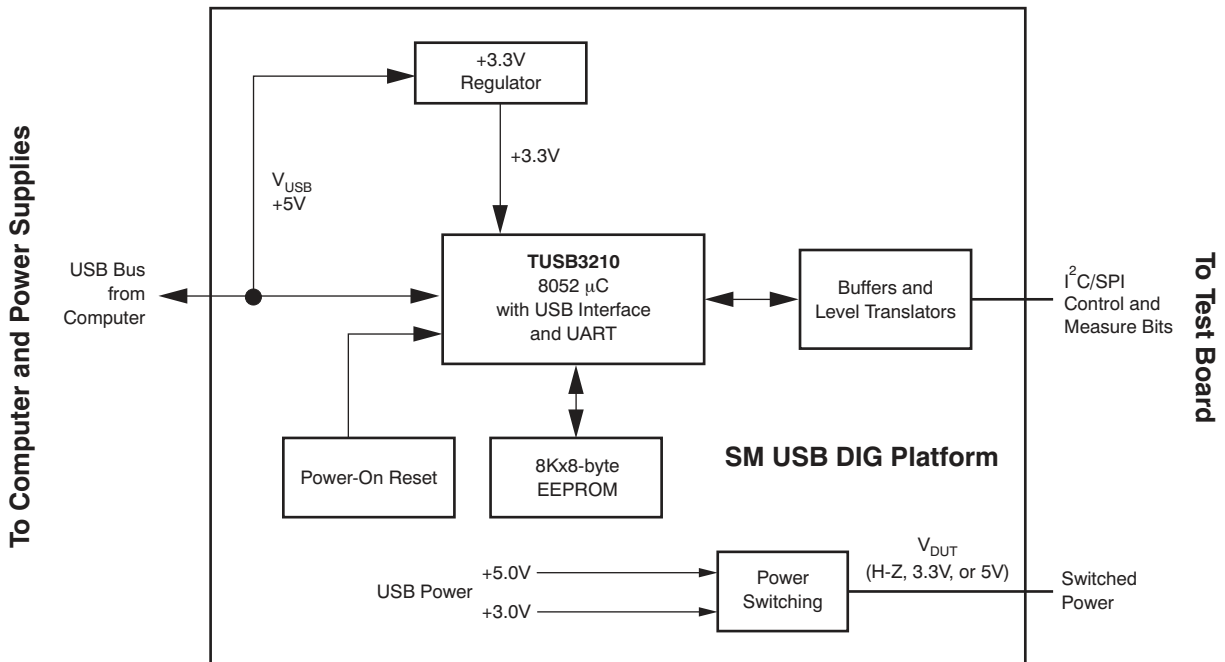 To Computer and Power Supplies
+3.3V
Regulator
+3.3V
V_USB
+5V
USB Bus
from
Computer
TUSB3210
8052 μC
with USB Interface
and UART
Buffers and
Level Translators
I²C/SPI
Control and
Measure Bits
To Test Board
Power-On Reset
8Kx8-byte
EEPROM
SM USB DIG Platform
USB Power
+5.0V
+3.0V
Power
Switching
V_DUT
(H-Z, 3.3V, or 5V)
Switched
Power